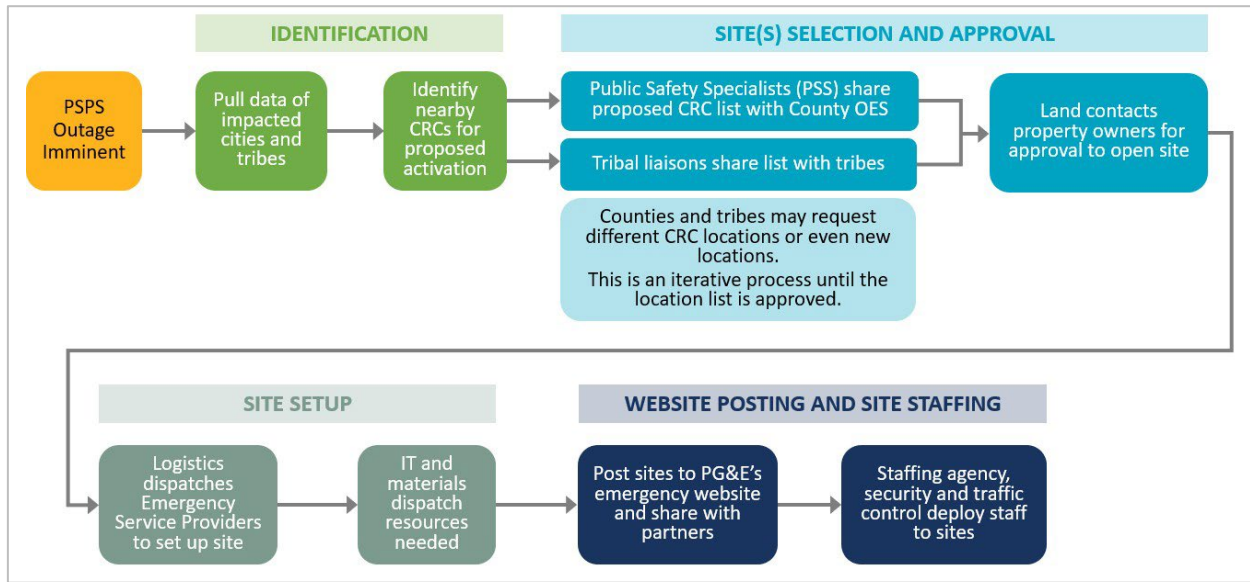 IDENTIFICATION
SITE(S) SELECTION AND APPROVAL
PSPS
Outage
Imminent
Pull data of
impacted
cities and
tribes
Identify
nearby
CRCs for
proposed
activation
Public Safety Specialists (PSS) share
proposed CRC list with County OES
Tribal liaisons share list with tribes
Counties and tribes may request
different CRC locations or even new
locations.
This is an iterative process until the
location list is approved.
Land contacts
property owners for
approval to open site
SITE SETUP
WEBSITE POSTING AND SITE STAFFING
Logistics
dispatches
Emergency
Service Providers
to set up site
IT and
materials
dispatch
resources
needed
Post sites to PG&E’s
emergency website
and share with
partners
Staffing agency,
security and traffic
control deploy staff
to sites